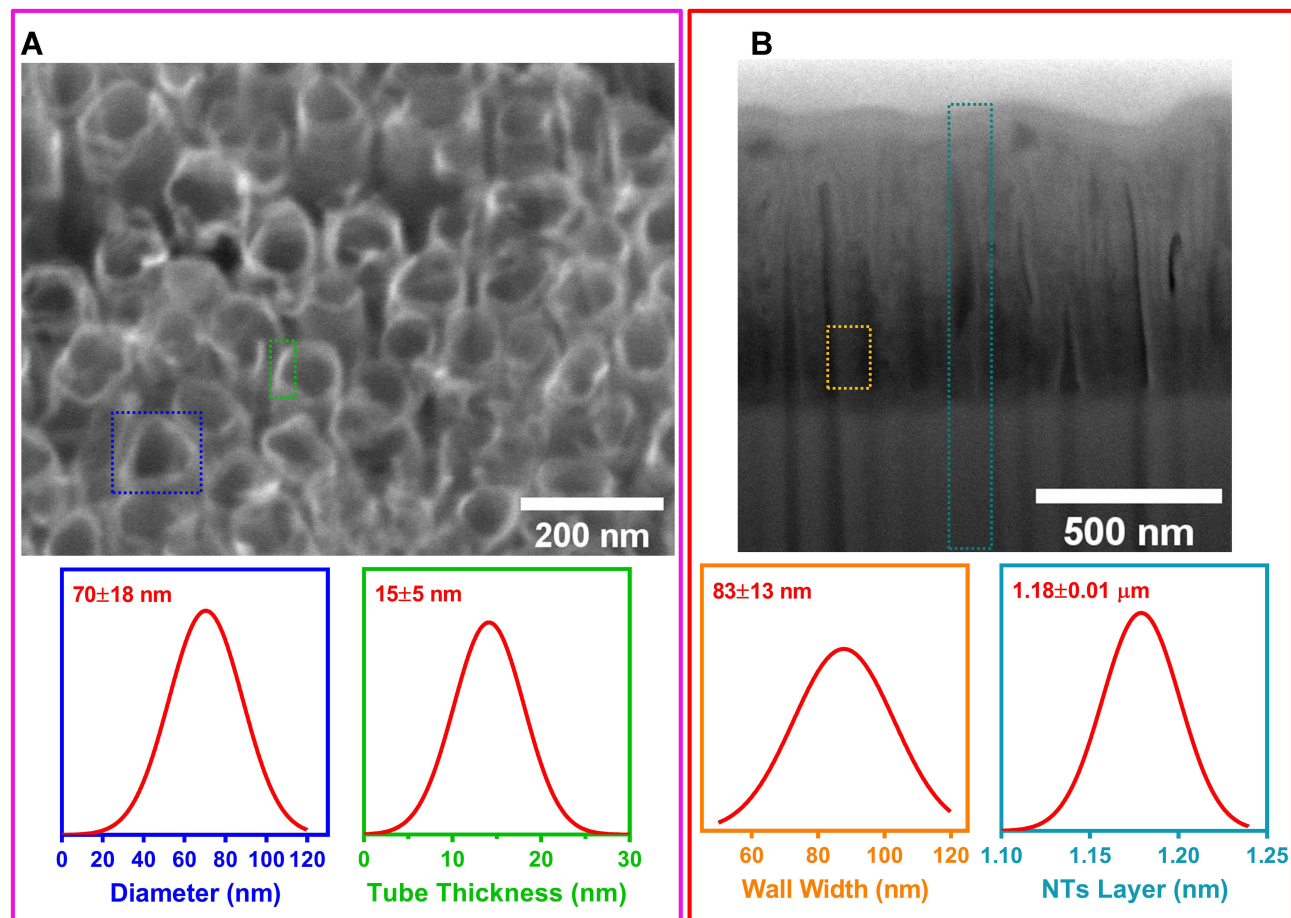 A
B
200 nm
500 nm
70±18 nm
15±5 nm
83±13 nm
1.18±0.01 μm
0 20 40 60 80 100 120
0 10 20 30
60 80 100 120
1.10 1.15 1.20 1.25
Diameter (nm)
Tube Thickness (nm)
Wall Width (nm)
NTs Layer (nm)